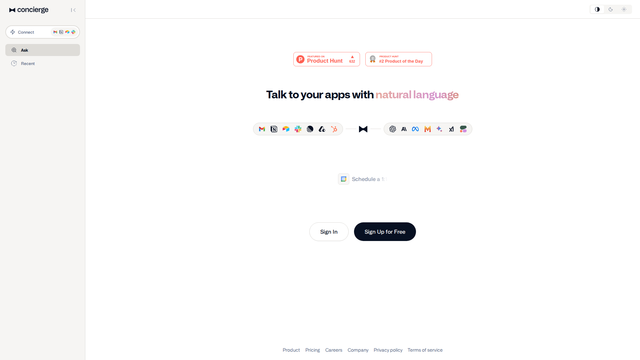 concierge
Connect
Ask
Recent
FEATURED ON
Product Hunt
PRODUCT HUNT
#2 Product of the Day
Talk to your apps with natural language
Schedule a
Sign In
Sign Up for Free
Product Pricing Careers Company Privacy policy Terms of service